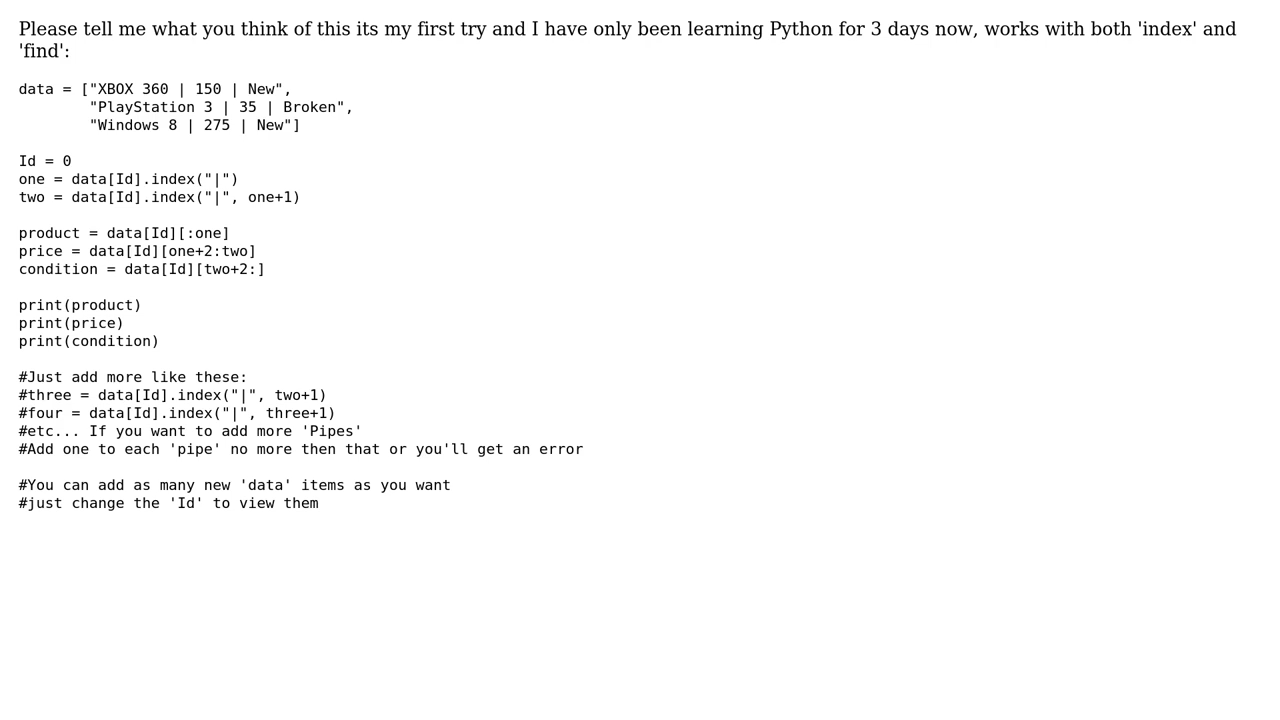 Please tell me what you think of this its my first try and I have only been learning Python for 3 days now, works with both 'index' and
'find':
data = ["XBOX 360 | 150 | New",
        "PlayStation 3 | 35 | Broken",
        "Windows 8 | 275 | New"]
Id = 0
one = data[Id].index("|")
two = data[Id].index("|", one+1)
product = data[Id][:one]
price = data[Id][one+2:two]
condition = data[Id][two+2:]
print(product)
print(price)
print(condition)
#Just add more like these:
#three = data[Id].index("|", two+1)
#four = data[Id].index("|", three+1)
#etc... If you want to add more 'Pipes'
#Add one to each 'pipe' no more then that or you'll get an error
#You can add as many new 'data' items as you want
#just change the 'Id' to view them